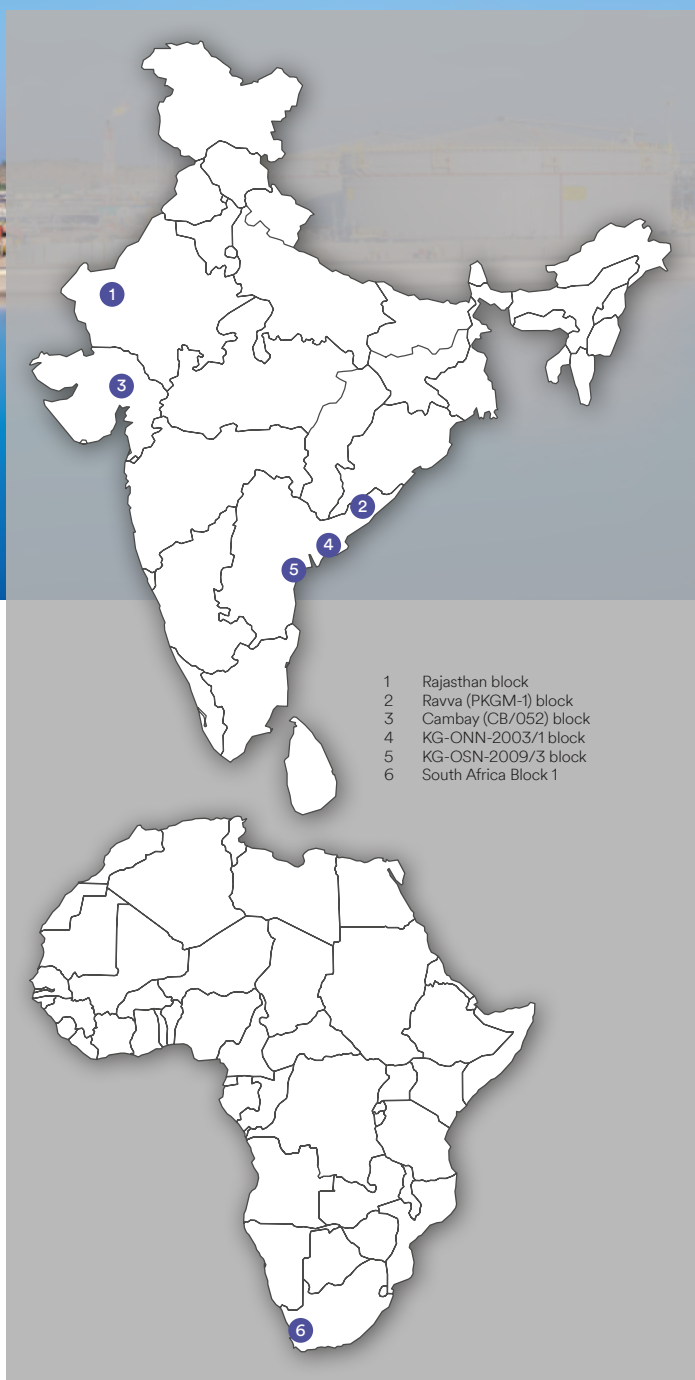 1
3
2
4
5
1 Rajasthan block
2 Ravva (PKGM-1) block
3 Cambay (CB/052) block
4 KG-ONN-2003/1 block
5 KG-OSN-2009/3 block
6 South Africa Block 1
6